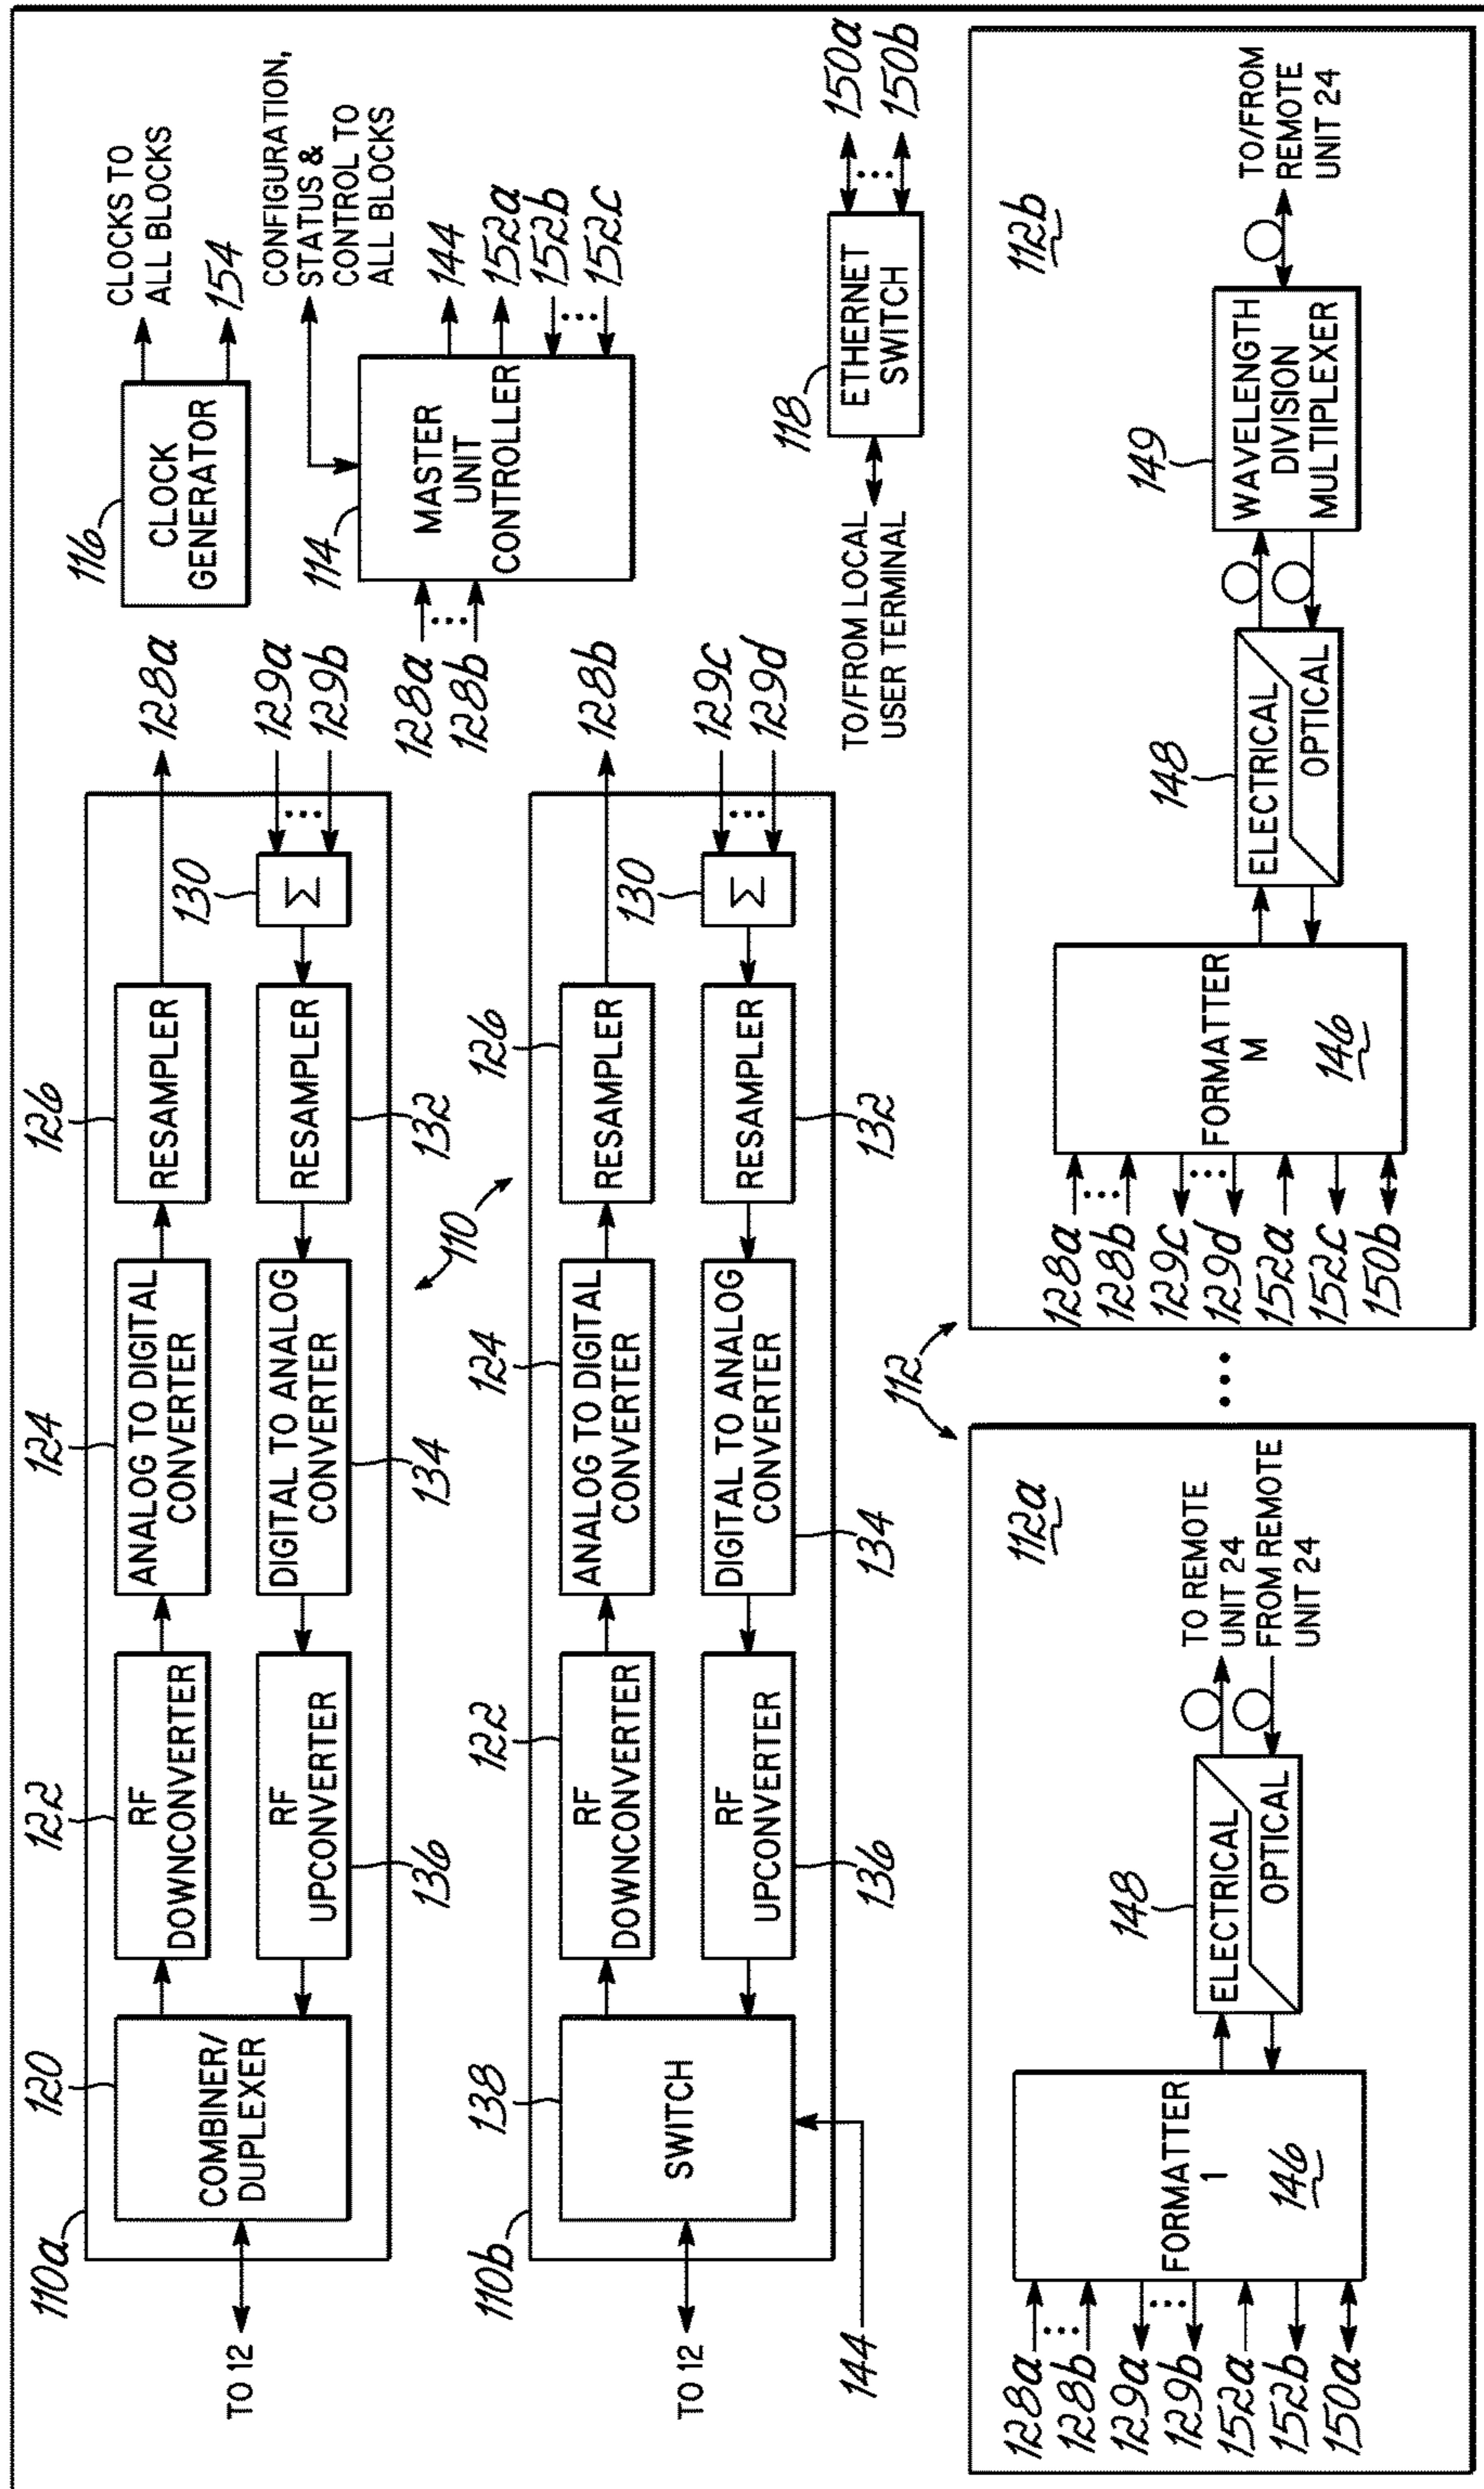 110a
120
COMBINER/
DUPLEXER
TO 12
122
RF
DOWNCONVERTER
124
ANALOG TO DIGITAL
CONVERTER
126
RESAMPLER
128a
130
Σ
129a
129b
RESAMPLER
132
DIGITAL TO ANALOG
CONVERTER
134
RF
UPCONVERTER
136
110
116
CLOCK
GENERATOR
CLOCKS TO
ALL BLOCKS
154
CONFIGURATION,
STATUS &
CONTROL TO
ALL BLOCKS
114
MASTER
UNIT
CONTROLLER
128a
128b
144
152a
152b
152c
110b
138
SWITCH
TO 12
144
122
RF
DOWNCONVERTER
124
ANALOG TO DIGITAL
CONVERTER
126
RESAMPLER
128b
130
Σ
129c
129d
RESAMPLER
132
DIGITAL TO ANALOG
CONVERTER
134
RF
UPCONVERTER
136
118
ETHERNET
SWITCH
TO/FROM LOCAL
USER TERMINAL
150a
150b
112
112a
FORMATTER
1
146
128a
128b
129a
129b
152a
152b
150a
148
ELECTRICAL
OPTICAL
TO REMOTE
UNIT 24
FROM REMOTE
UNIT 24
112b
FORMATTER
M
146
128a
128b
129c
129d
152a
152c
150b
148
ELECTRICAL
OPTICAL
149
WAVELENGTH
DIVISION
MULTIPLEXER
TO/FROM
REMOTE
UNIT 24